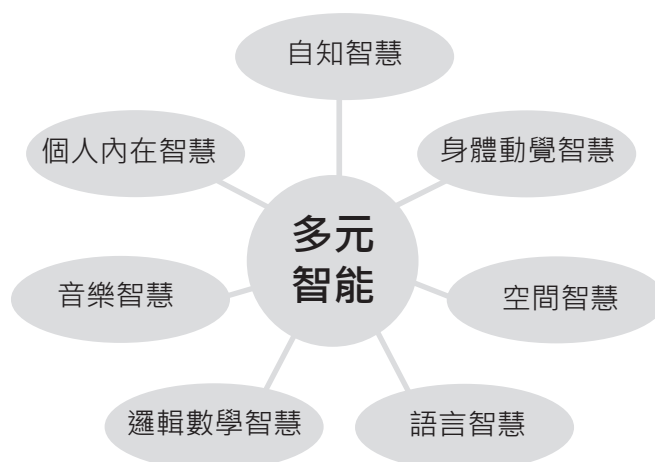 自知智慧
個人內在智慧
身體動覺智慧
多元
智能
音樂智慧
空間智慧
邏輯數學智慧
語言智慧